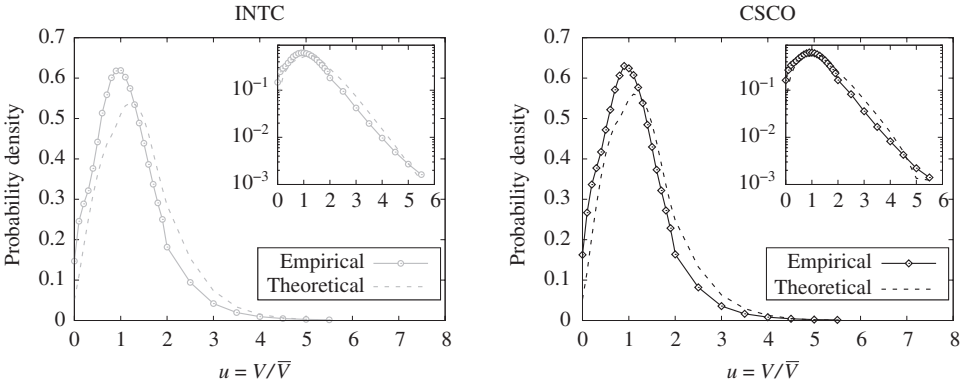 INTC
CSCO
0.7
0.6
0.5
0.4
0.3
0.2
0.1
0
Probability density
0 1 2 3 4 5 6 7 8
u = V/V̅
10⁻¹
10⁻²
10⁻³
0 1 2 3 4 5 6
Empirical
Theoretical
0.7
0.6
0.5
0.4
0.3
0.2
0.1
0
Probability density
0 1 2 3 4 5 6 7 8
u = V/V̅
10⁻¹
10⁻²
10⁻³
0 1 2 3 4 5 6
Empirical
Theoretical